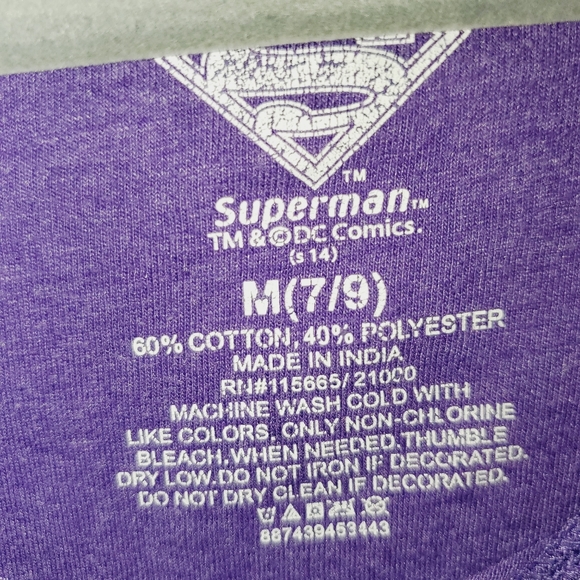 TM
Superman TM
TM & © DC Comics.
(s 14)
M(7/9)
60% COTTON, 40% POLYESTER
MADE IN INDIA
RN#115665/21000
MACHINE WASH COLD WITH
LIKE COLORS, ONLY NON-CHLORINE
BLEACH, WHEN NEEDED, THUMBLE
DRY LOW. DO NOT IRON IF DECORATED.
DO NOT DRY CLEAN IF DECORATED.
887439453443